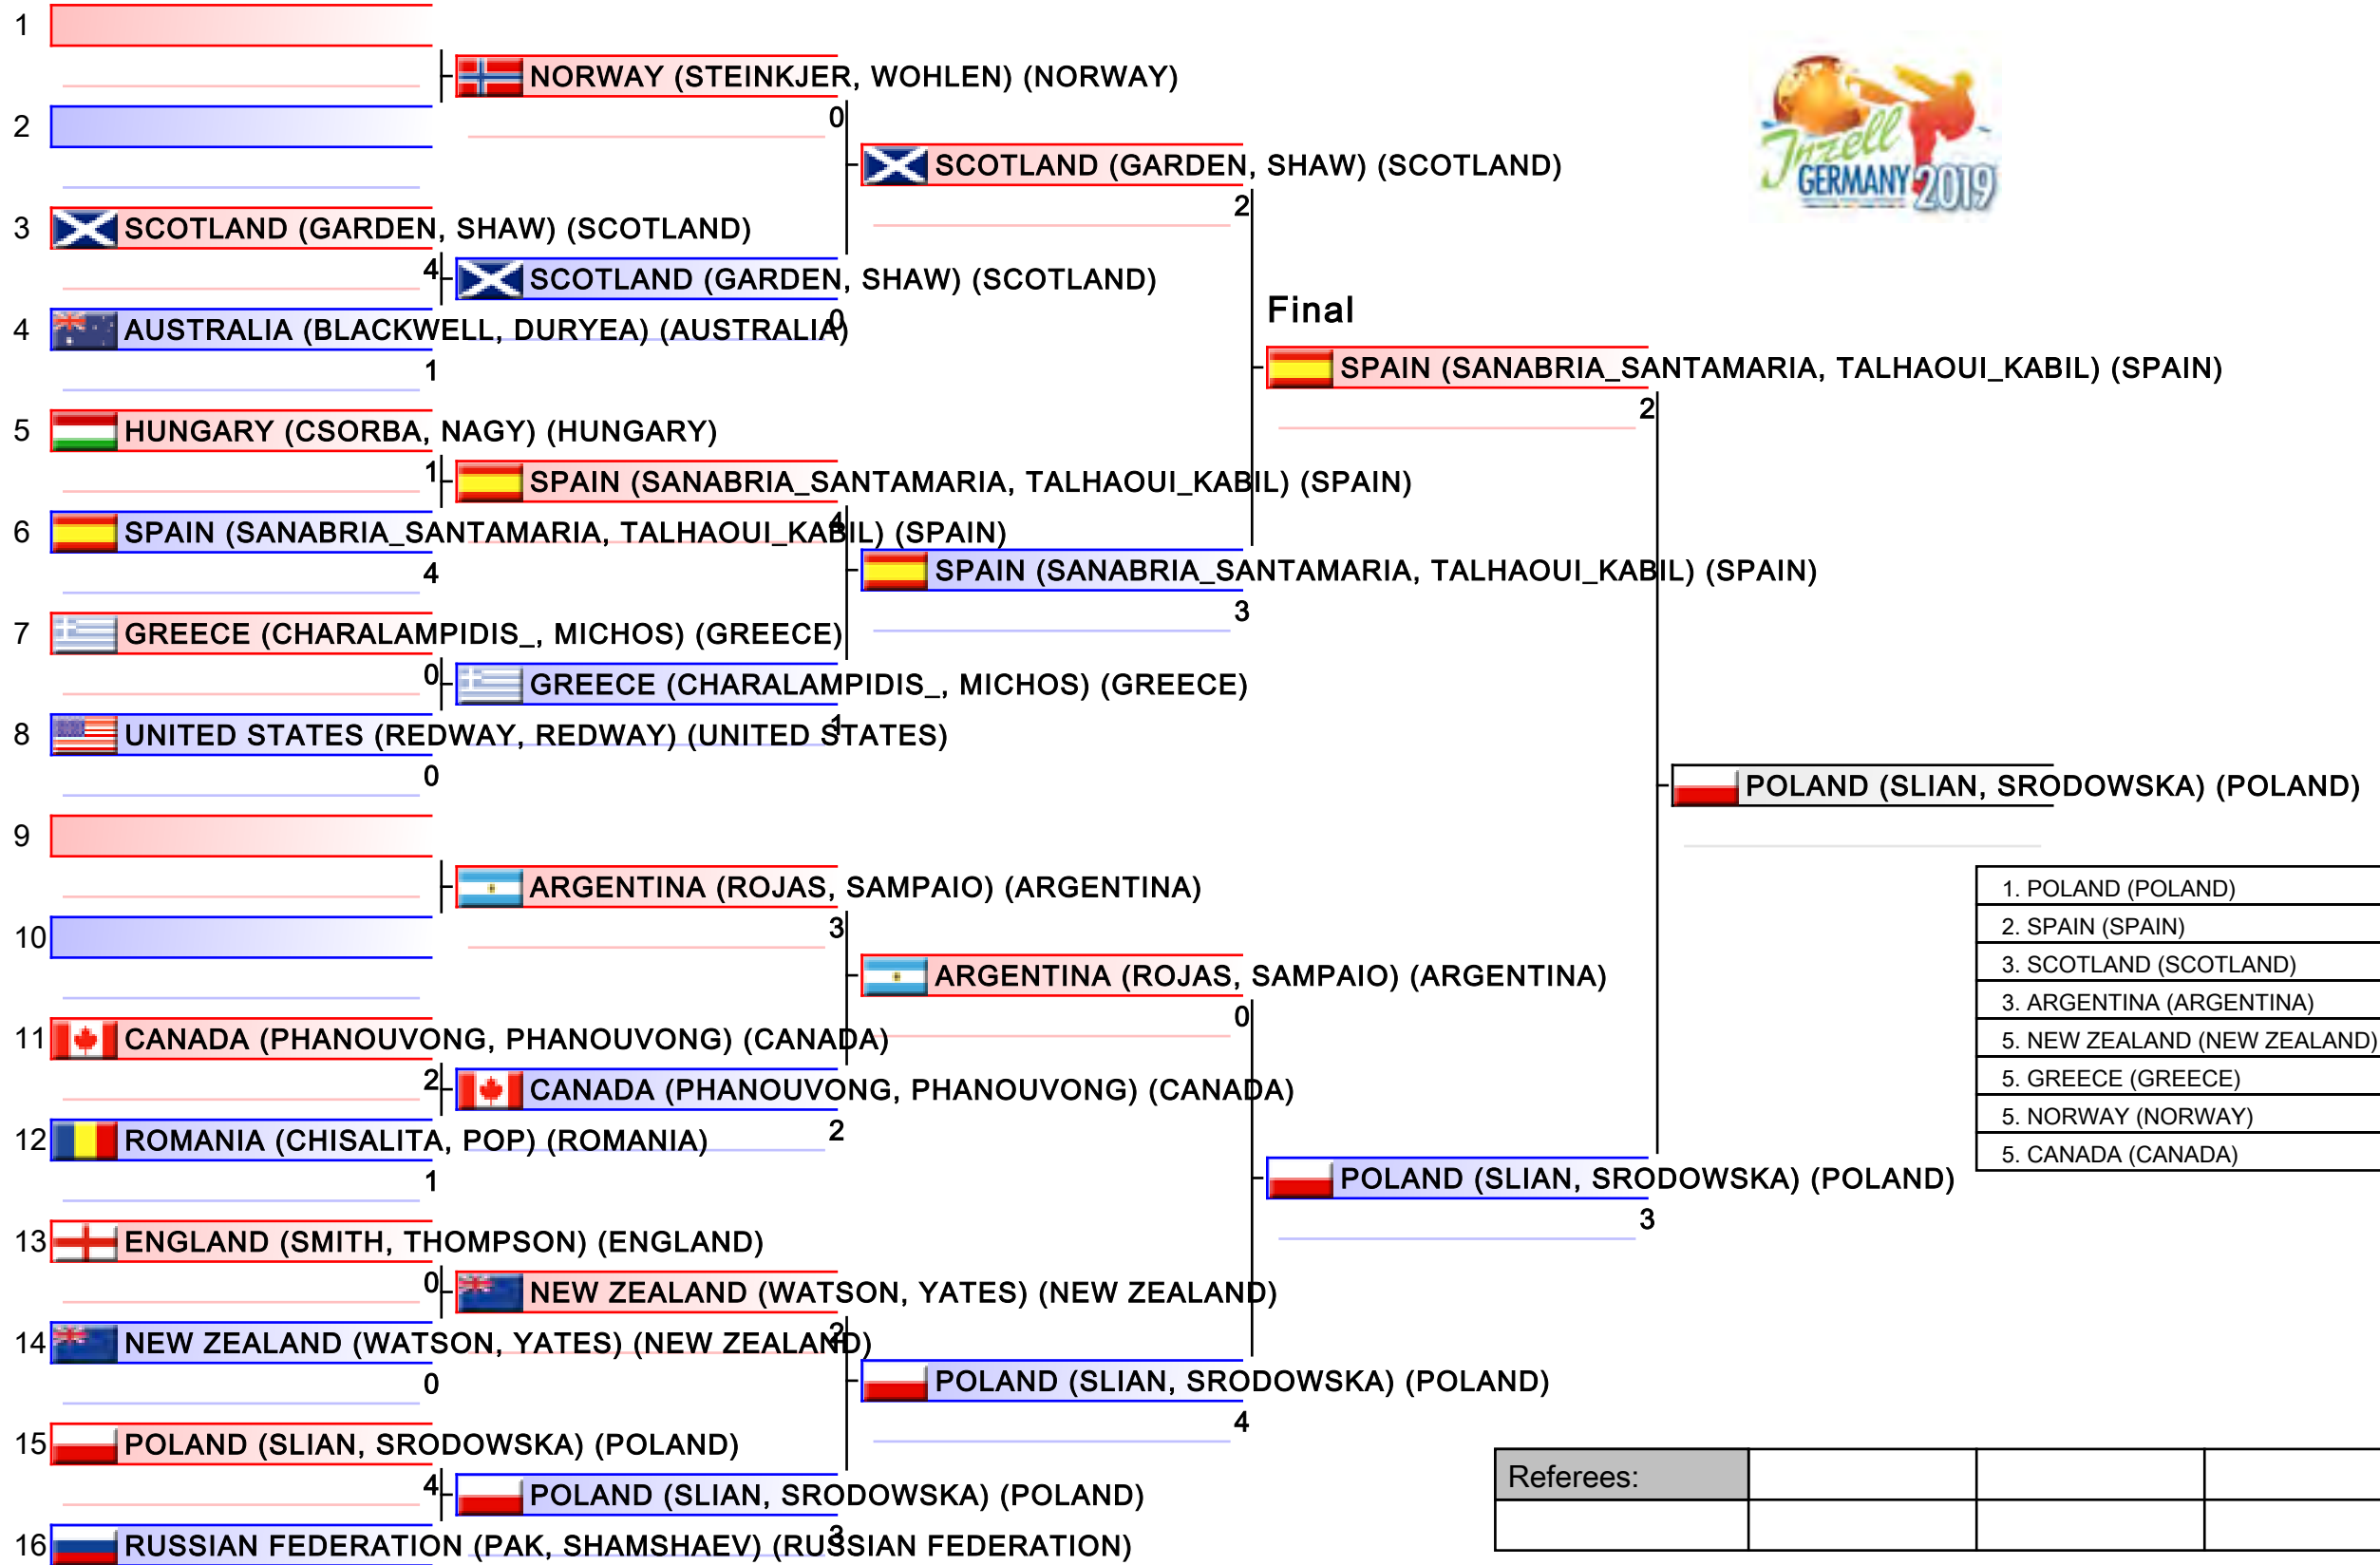 1
NORWAY (STEINKJER, WOHLEN) (NORWAY)
0
2
SCOTLAND (GARDEN, SHAW) (SCOTLAND)
2
3 SCOTLAND (GARDEN, SHAW) (SCOTLAND)
4
SCOTLAND (GARDEN, SHAW) (SCOTLAND)
0
4 AUSTRALIA (BLACKWELL, DURYEA) (AUSTRALIA)
1
Inzell
GERMANY 2019
Final
SPAIN (SANABRIA_SANTAMARIA, TALHAOUI_KABIL) (SPAIN)
2
5 HUNGARY (CSORBA, NAGY) (HUNGARY)
1
SPAIN (SANABRIA_SANTAMARIA, TALHAOUI_KABIL) (SPAIN)
4
6 SPAIN (SANABRIA_SANTAMARIA, TALHAOUI_KABIL) (SPAIN)
4
SPAIN (SANABRIA_SANTAMARIA, TALHAOUI_KABIL) (SPAIN)
3
7 GREECE (CHARALAMPIDIS_, MICHOS) (GREECE)
0
GREECE (CHARALAMPIDIS_, MICHOS) (GREECE)
1
8 UNITED STATES (REDWAY, REDWAY) (UNITED STATES)
0
POLAND (SLIAN, SRODOWSKA) (POLAND)
9
ARGENTINA (ROJAS, SAMPAIO) (ARGENTINA)
3
10
ARGENTINA (ROJAS, SAMPAIO) (ARGENTINA)
0
11 CANADA (PHANOUVONG, PHANOUVONG) (CANADA)
2
CANADA (PHANOUVONG, PHANOUVONG) (CANADA)
2
12 ROMANIA (CHISALITA, POP) (ROMANIA)
1
POLAND (SLIAN, SRODOWSKA) (POLAND)
3
1. POLAND (POLAND)
2. SPAIN (SPAIN)
3. SCOTLAND (SCOTLAND)
3. ARGENTINA (ARGENTINA)
5. NEW ZEALAND (NEW ZEALAND)
5. GREECE (GREECE)
5. NORWAY (NORWAY)
5. CANADA (CANADA)
13 ENGLAND (SMITH, THOMPSON) (ENGLAND)
0
NEW ZEALAND (WATSON, YATES) (NEW ZEALAND)
2
14 NEW ZEALAND (WATSON, YATES) (NEW ZEALAND)
0
POLAND (SLIAN, SRODOWSKA) (POLAND)
4
15 POLAND (SLIAN, SRODOWSKA) (POLAND)
4
POLAND (SLIAN, SRODOWSKA) (POLAND)
3
16 RUSSIAN FEDERATION (PAK, SHAMSHAEV) (RUSSIAN FEDERATION)
Referees: